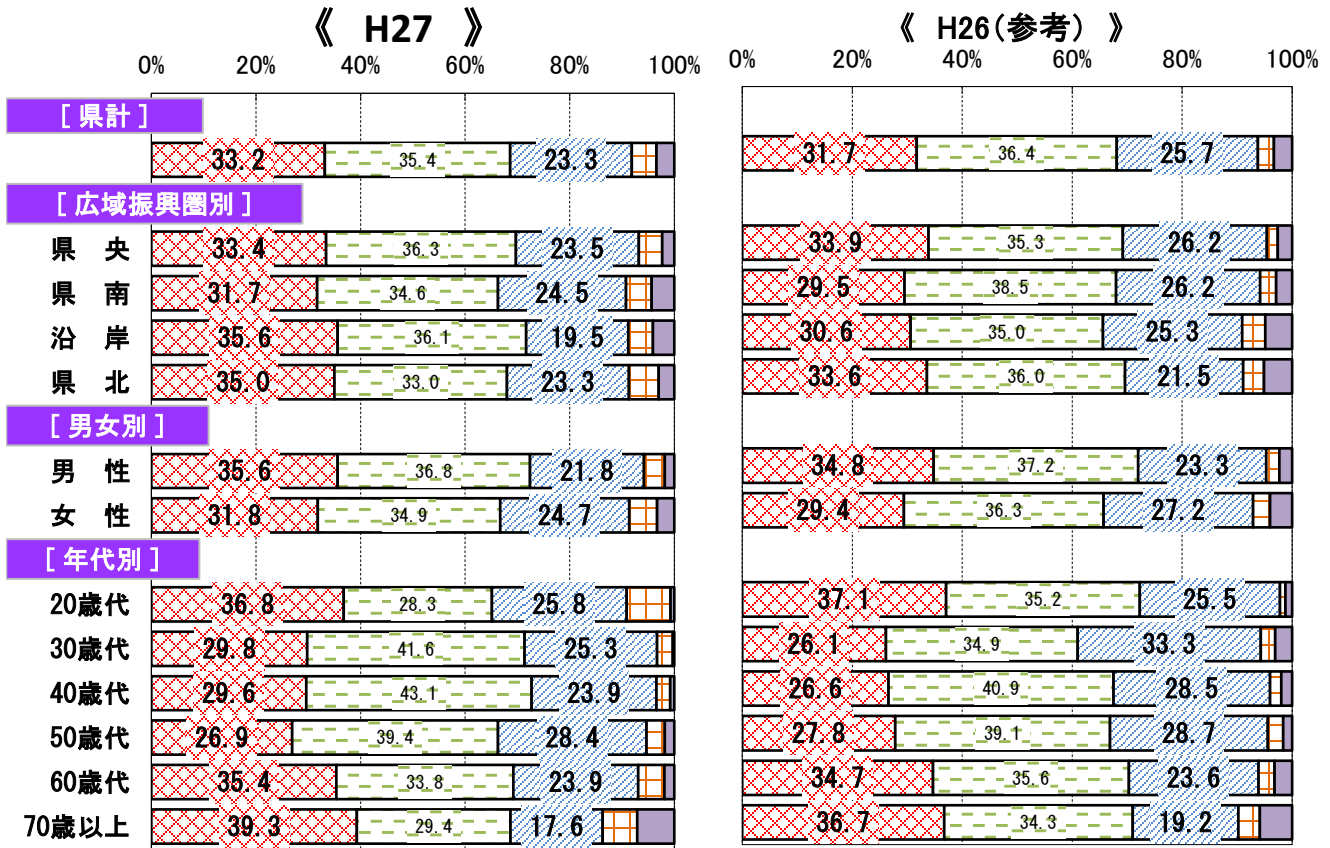 《 H27 》 《 H26(参考) 》
0% 20% 40% 60% 80% 100% 0% 20% 40% 60% 80% 100%
[ 県計 ]
33.2 35.4 23.3 31.7 36.4 25.7
[ 広域振興圏別 ]
県 央 33.4 36.3 23.5 33.9 35.3 26.2
県 南 31.7 34.6 24.5 29.5 38.5 26.2
沿 岸 35.6 36.1 19.5 30.6 35.0 25.3
県 北 35.0 33.0 23.3 33.6 36.0 21.5
[ 男女別 ]
男 性 35.6 36.8 21.8 34.8 37.2 23.3
女 性 31.8 34.9 24.7 29.4 36.3 27.2
[ 年代別 ]
20歳代 36.8 28.3 25.8 37.1 35.2 25.5
30歳代 29.8 41.6 25.3 26.1 34.9 33.3
40歳代 29.6 43.1 23.9 26.6 40.9 28.5
50歳代 26.9 39.4 28.4 27.8 39.1 28.7
60歳代 35.4 33.8 23.9 34.7 35.6 23.6
70歳以上 39.3 29.4 17.6 36.7 34.3 19.2